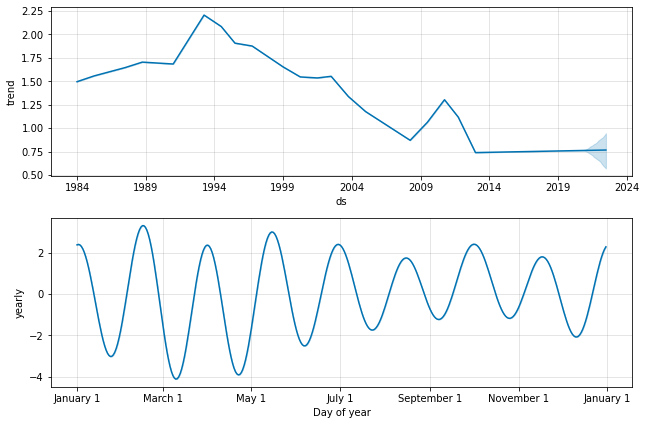 2.25
2.00
1.75
1.50
1.25
1.00
0.75
0.50
trend
1984 1989 1994 1999 2004 2009 2014 2019 2024
ds
2
0
−2
−4
yearly
January 1 March 1 May 1 July 1 September 1 November 1 January 1
Day of year